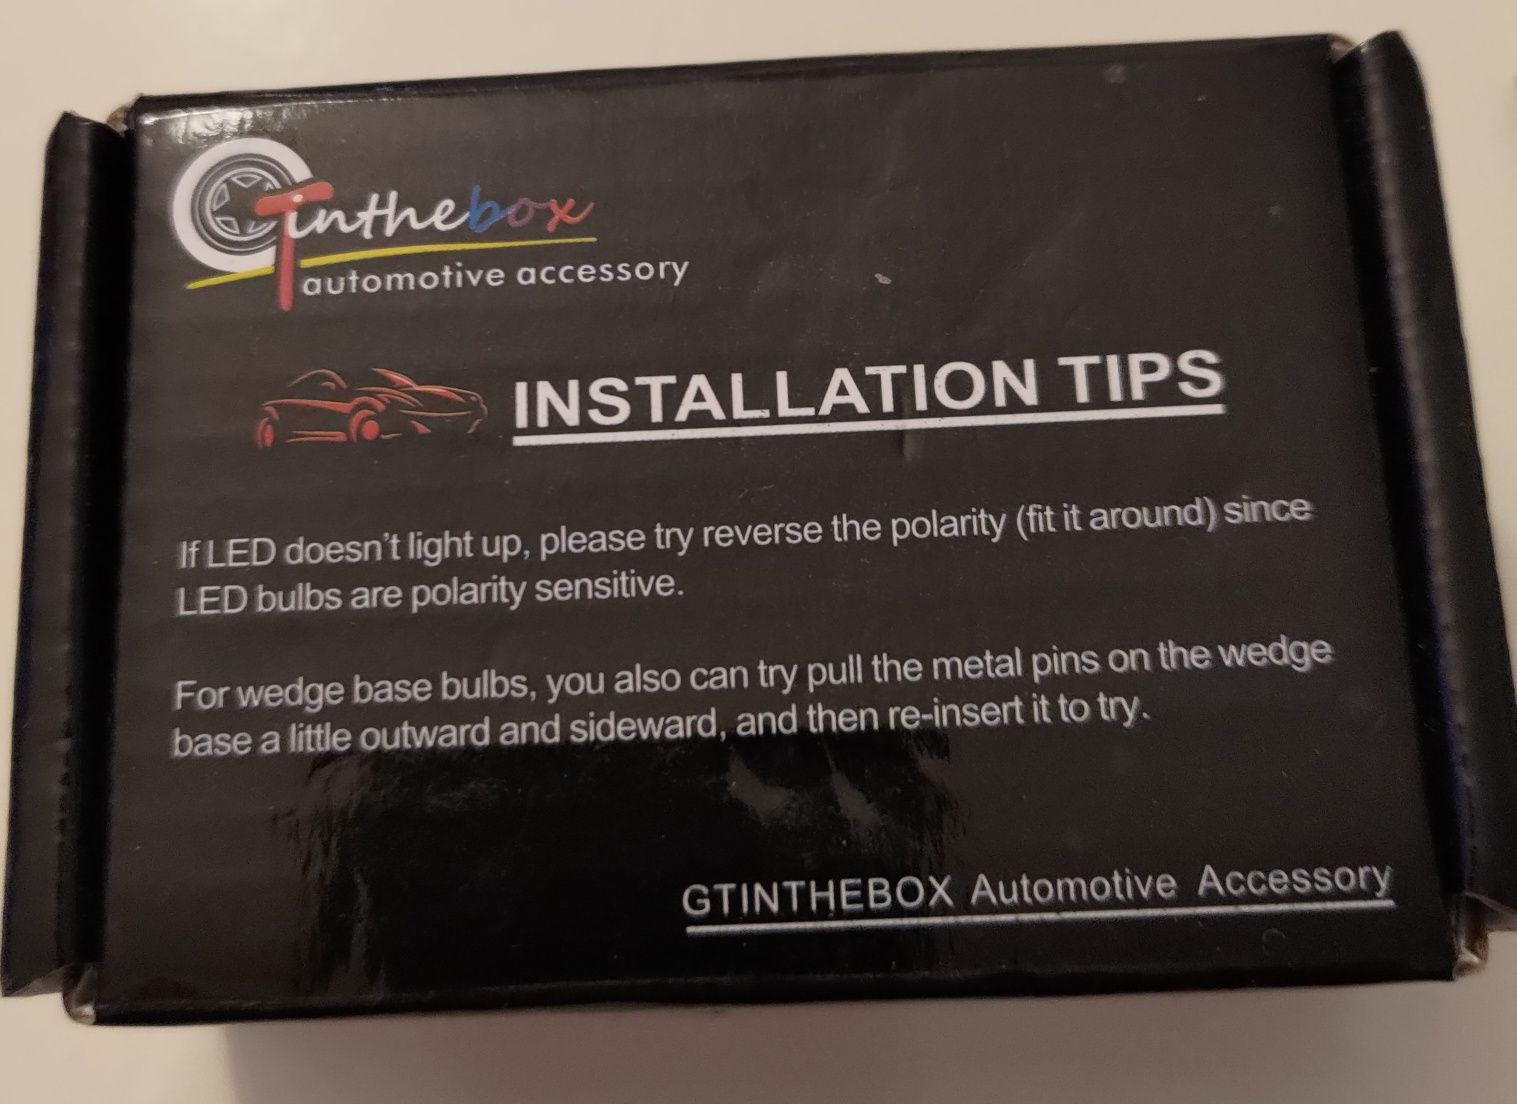 GTinthebox
automotive accessory
INSTALLATION TIPS
If LED doesn't light up, please try reverse the polarity (fit it around) since
LED bulbs are polarity sensitive.
For wedge base bulbs, you also can try pull the metal pins on the wedge
base a little outward and sideward, and then re-insert it to try.
GTINTHEBOX Automotive Accessory